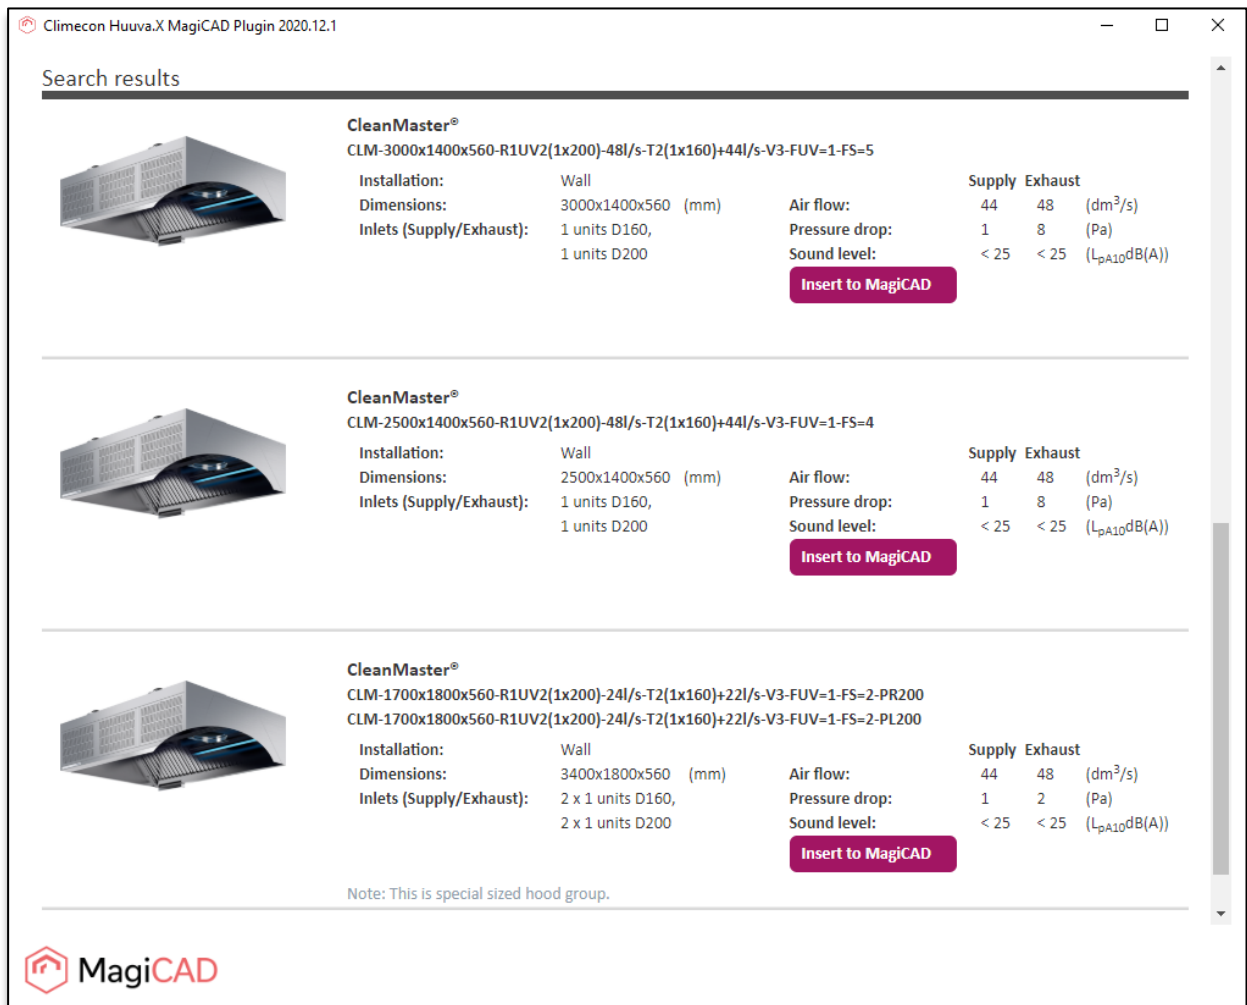 Climecon Huuva.X MagiCAD Plugin 2020.12.1
Search results
CleanMaster®
CLM-3000x1400x560-R1UV2(1x200)-48l/s-T2(1x160)+44l/s-V3-FUV=1-FS=5
Installation: Wall Supply Exhaust
Dimensions: 3000x1400x560 (mm) Air flow: 44 48 (dm³/s)
Inlets (Supply/Exhaust): 1 units D160, Pressure drop: 1 8 (Pa)
1 units D200 Sound level: < 25 < 25 (LpA10dB(A))
Insert to MagiCAD
CleanMaster®
CLM-2500x1400x560-R1UV2(1x200)-48l/s-T2(1x160)+44l/s-V3-FUV=1-FS=4
Installation: Wall Supply Exhaust
Dimensions: 2500x1400x560 (mm) Air flow: 44 48 (dm³/s)
Inlets (Supply/Exhaust): 1 units D160, Pressure drop: 1 8 (Pa)
1 units D200 Sound level: < 25 < 25 (LpA10dB(A))
Insert to MagiCAD
CleanMaster®
CLM-1700x1800x560-R1UV2(1x200)-24l/s-T2(1x160)+22l/s-V3-FUV=1-FS=2-PR200
CLM-1700x1800x560-R1UV2(1x200)-24l/s-T2(1x160)+22l/s-V3-FUV=1-FS=2-PL200
Installation: Wall Supply Exhaust
Dimensions: 3400x1800x560 (mm) Air flow: 44 48 (dm³/s)
Inlets (Supply/Exhaust): 2 x 1 units D160, Pressure drop: 1 2 (Pa)
2 x 1 units D200 Sound level: < 25 < 25 (LpA10dB(A))
Insert to MagiCAD
Note: This is special sized hood group.
MagiCAD